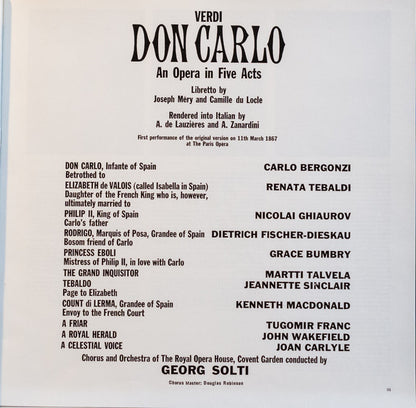 VERDI
DON CARLO
An Opera in Five Acts
Libretto by
Joseph Méry and Camille du Locle
Rendered into Italian by
A. de Lauzières and A. Zanardini
First performance of the original version on 11th March 1867
at The Paris Opera
DON CARLO, Infante of Spain CARLO BERGONZI
Betrothed to
ELIZABETH de VALOIS (called Isabella in Spain) RENATA TEBALDI
Daughter of the French King who is, however,
ultimately married to
PHILIP II, King of Spain NICOLAI GHIAUROV
Carlo's father
RODRIGO, Marquis of Posa, Grandee of Spain DIETRICH FISCHER-DIESKAU
Bosom friend of Carlo
PRINCESS EBOLI GRACE BUMBRY
Mistress of Philip II, in love with Carlo
THE GRAND INQUISITOR MARTTI TALVELA
TEBALDO JEANNETTE SINCLAIR
Page to Elizabeth
COUNT di LERMA, Grandee of Spain KENNETH MACDONALD
Envoy to the French Court
A FRIAR TUGOMIR FRANC
A ROYAL HERALD JOHN WAKEFIELD
A CELESTIAL VOICE JOAN CARLYLE
Chorus and Orchestra of The Royal Opera House, Covent Garden conducted by
GEORG SOLTI
Chorus Master: Douglas Robinson